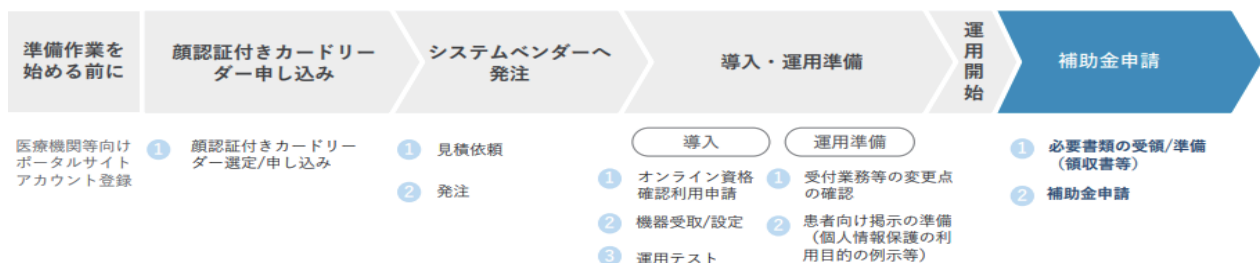 準備作業を
始める前に
顔認証付きカードリー
ダー申し込み
システムベンダーへ
発注
導入・運用準備
運用開始
補助金申請
医療機関等向け
ポータルサイト
アカウント登録
1 顔認証付きカードリー
ダー選定/申し込み
1 見積依頼
2 発注
導入
1 オンライン資格
確認利用申請
2 機器受取/設定
3 運用テスト
運用準備
1 受付業務等の変更点
の確認
2 患者向け掲示の準備
（個人情報保護の利
用目的の例示等）
1 必要書類の受領/準備
（領収書等）
2 補助金申請